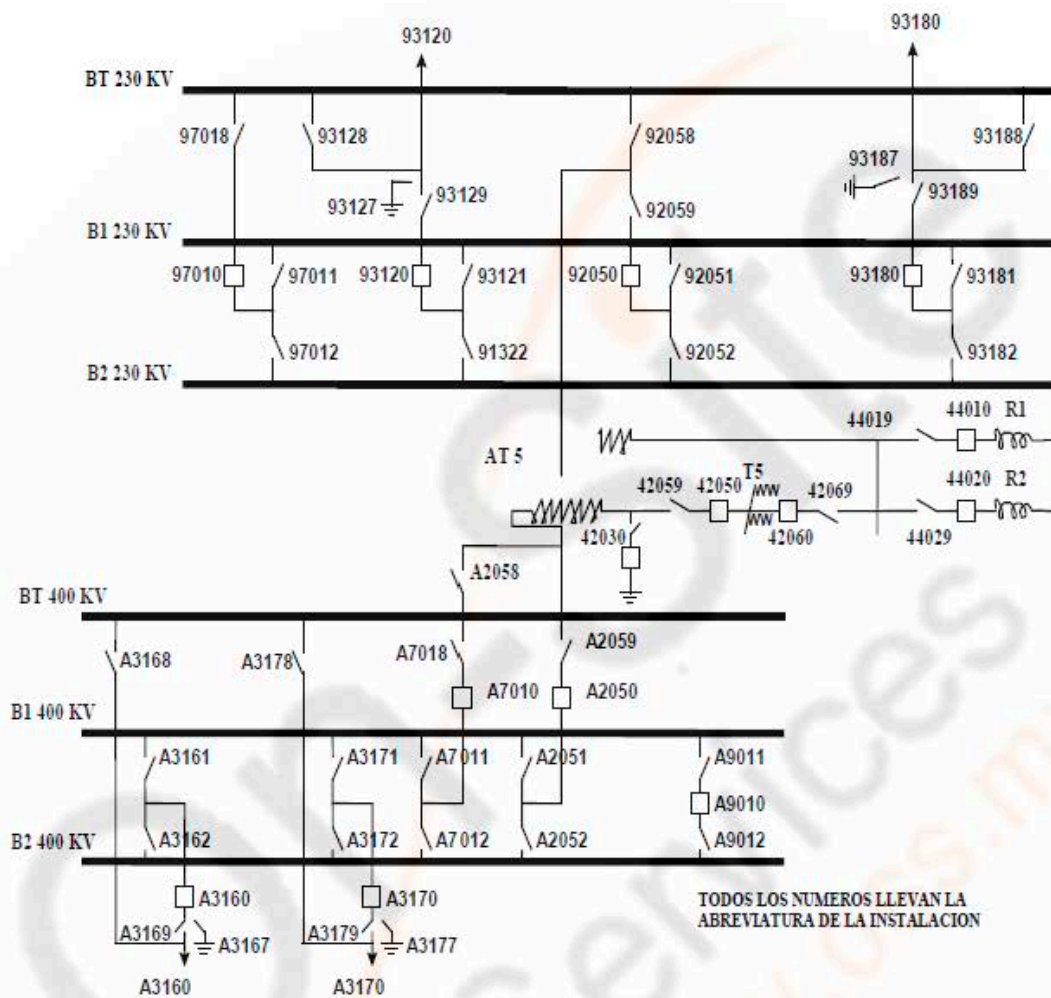 93120
93180
BT 230 KV
97018
93128
92058
93188
93187
93127
93129
93189
92059
B1 230 KV
97010
97011
93120
93121
92050
92051
93180
93181
97012
91322
92052
93182
B2 230 KV
44019
44010
R1
AT 5
42059
42050
T5
42069
44020
R2
42030
42060
44029
A2058
BT 400 KV
A3168
A3178
A7018
A2059
A7010
A2050
B1 400 KV
A3161
A3171
A7011
A2051
A9011
A9010
A3162
A3172
A7012
A2052
A9012
B2 400 KV
A3160
A3170
TODOS LOS NUMEROS LLEVAN LA
ABREVIATURA DE LA INSTALACION
A3169
A3167
A3179
A3177
A3160
A3170
On-Site
services